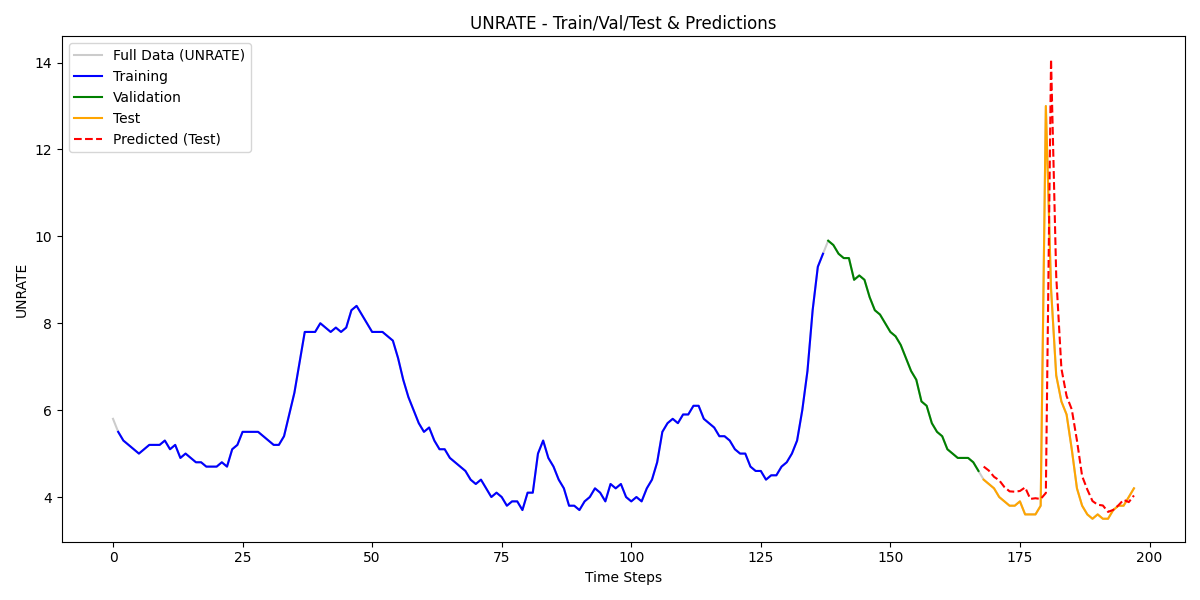 UNRATE - Train/Val/Test & Predictions
Full Data (UNRATE)
Training
Validation
Test
Predicted (Test)
14
12
10
8
6
4
UNRATE
0 25 50 75 100 125 150 175 200
Time Steps